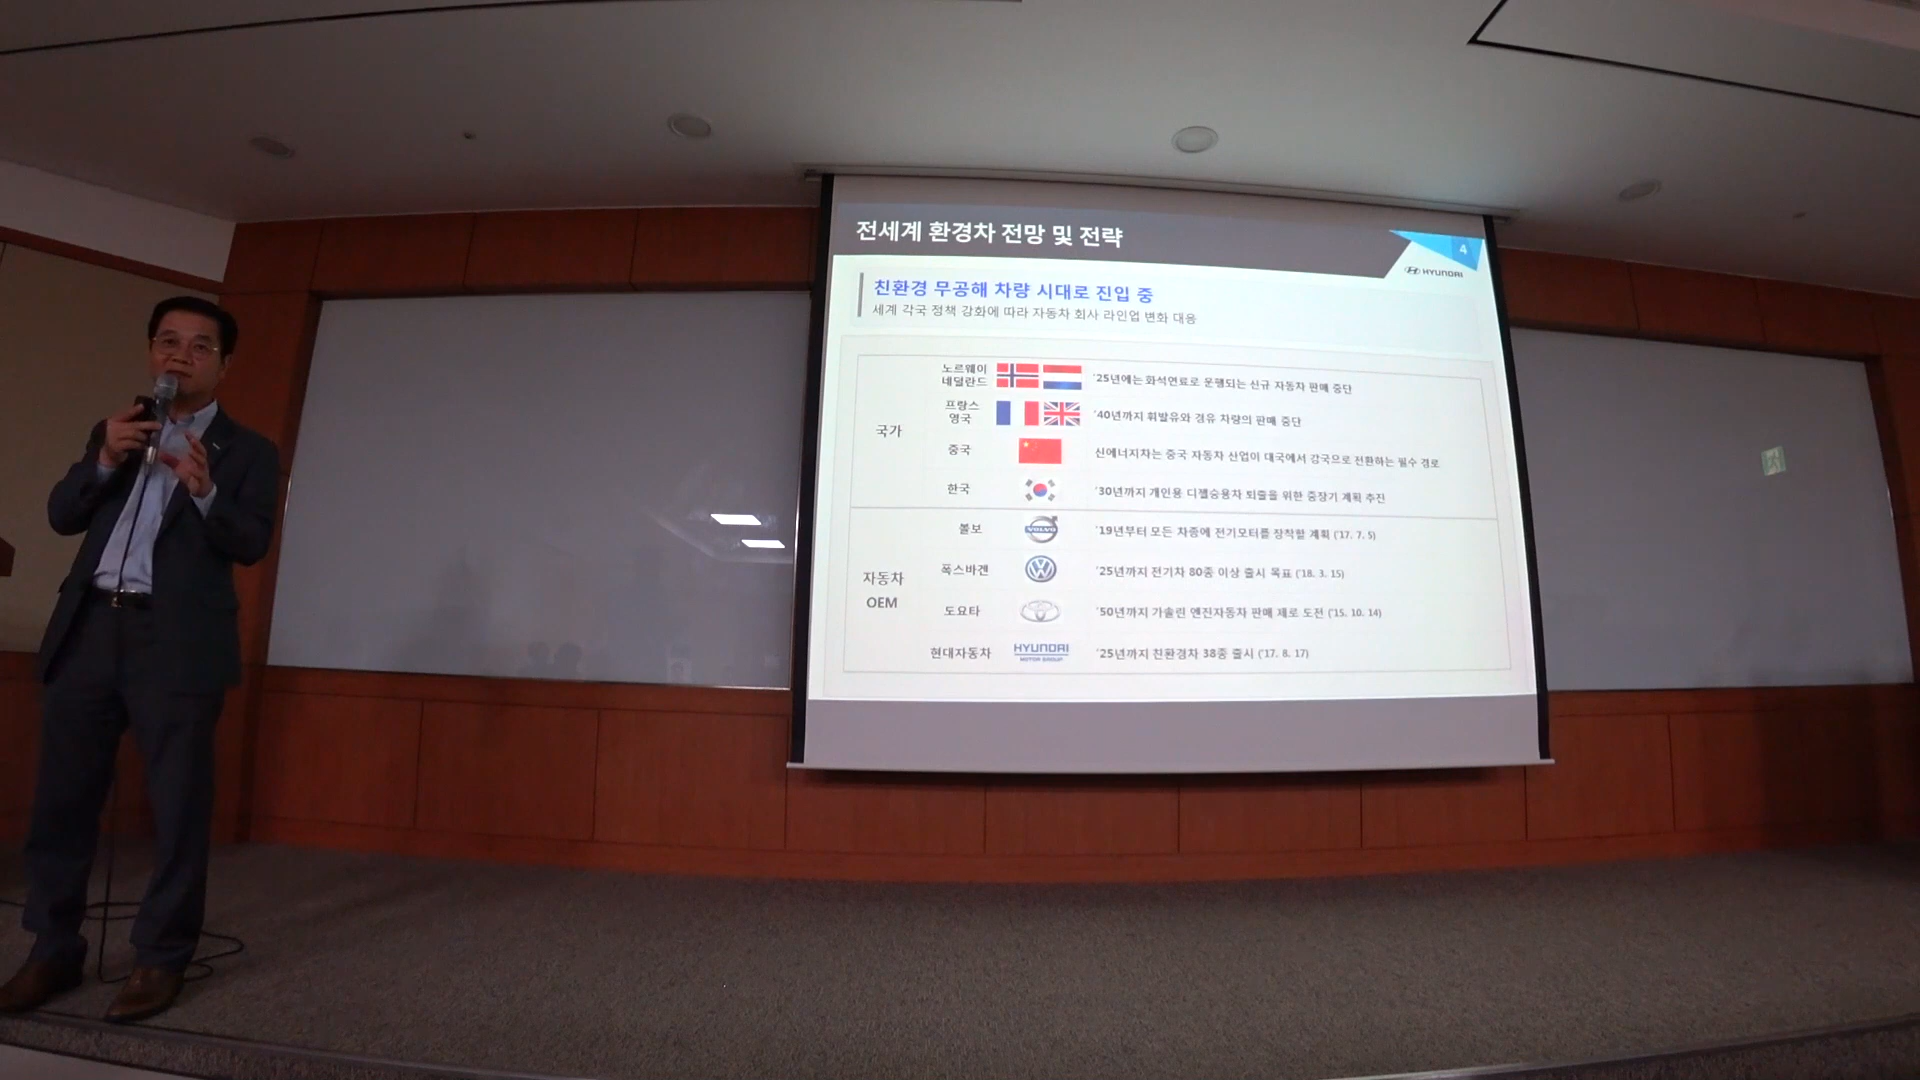 전세계 환경차 전망 및 전략
4
HYUNDAI
친환경 무공해 차량 시대로 진입 중
세계 각국 정책 강화에 따라 자동차 회사 라인업 변화 대응
국가
노르웨이
네덜란드
'25년에는 화석연료로 운행되는 신규 자동차 판매 중단
프랑스
영국
'40년까지 휘발유와 경유 차량의 판매 중단
중국
신에너지차는 중국 자동차 산업이 대국에서 강국으로 전환하는 필수 경로
한국
'30년까지 개인용 디젤승용차 퇴출을 위한 중장기 계획 추진
자동차
OEM
볼보
VOLVO
'19년부터 모든 차종에 전기모터를 장착할 계획 ('17. 7. 5)
폭스바겐
'25년까지 전기차 80종 이상 출시 목표 ('18. 3. 15)
도요타
'50년까지 가솔린 엔진자동차 판매 제로 도전 ('15. 10. 14)
현대자동차
HYUNDAI
MOTOR GROUP
'25년까지 친환경차 38종 출시 ('17. 8. 17)